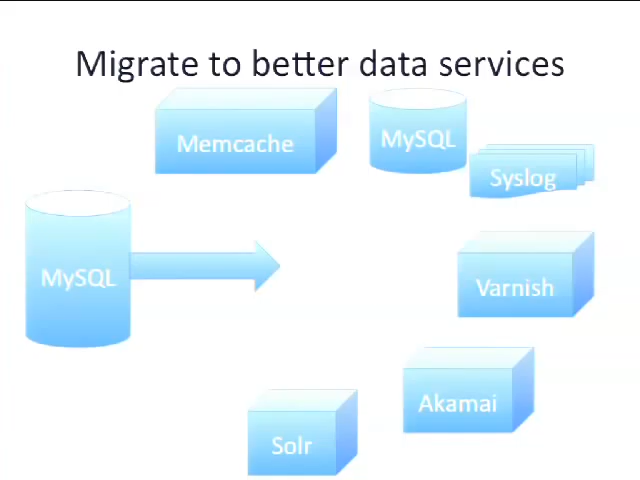 Migrate to better data services
Memcache
MySQL
Syslog
MySQL
Varnish
Akamai
Solr